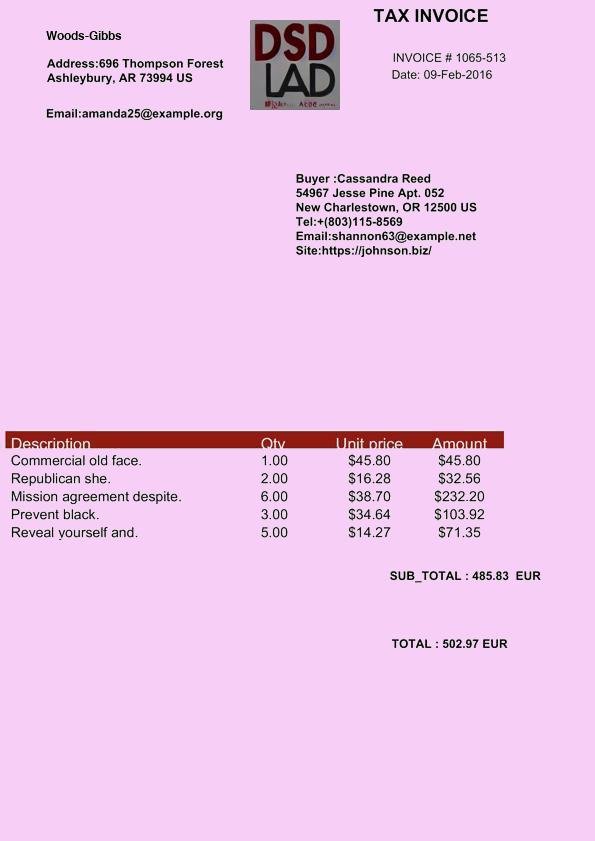 TAX INVOICE
Woods-Gibbs
DSD
LAD
INVOICE # 1065-513
Address:696 Thompson Forest
Ashleybury, AR 73994 US
Date: 09-Feb-2016
Email:amanda25@example.org
Buyer :Cassandra Reed
54967 Jesse Pine Apt. 052
New Charlestown, OR 12500 US
Tel:+(803)115-8569
Email:shannon63@example.net
Site:https://johnson.biz/
Description Qty Unit price Amount
Commercial old face. 1.00 $45.80 $45.80
Republican she. 2.00 $16.28 $32.56
Mission agreement despite. 6.00 $38.70 $232.20
Prevent black. 3.00 $34.64 $103.92
Reveal yourself and. 5.00 $14.27 $71.35
SUB_TOTAL : 485.83 EUR
TOTAL : 502.97 EUR